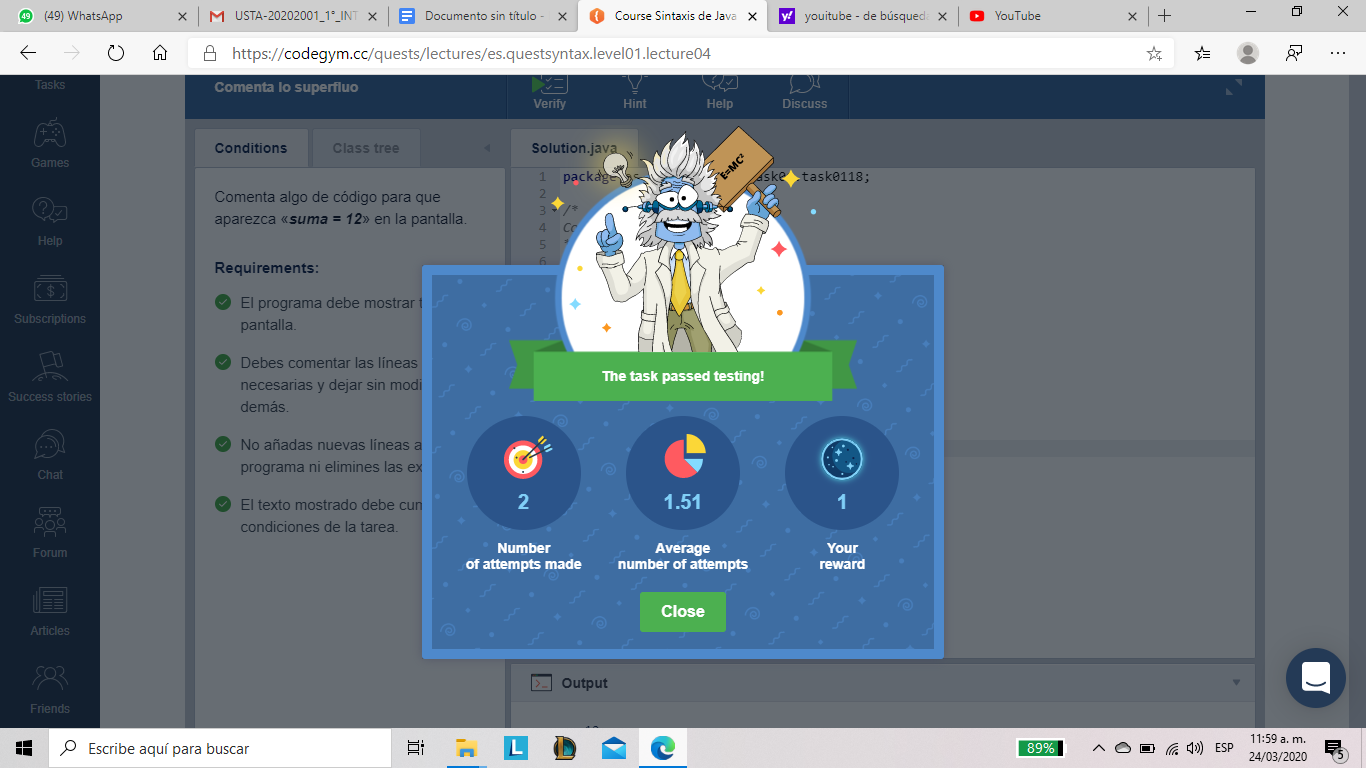 (49) WhatsApp
USTA-20202001_1°_INT
Documento sin título -
Course Sintaxis de Java
youitube - de búsqueda
YouTube
https://codegym.cc/quests/lectures/es.questsyntax.level01.lecture04
Tasks
Games
Help
Subscriptions
Success stories
Chat
Forum
Articles
Friends
Comenta lo superfluo
Verify
Hint
Help
Discuss
Conditions
Class tree
Solution.java
Comenta algo de código para que
aparezca «suma = 12» en la pantalla.
Requirements:
El programa debe mostrar
pantalla.
Debes comentar las líneas
necesarias y dejar sin
demás.
No añadas nuevas líneas
programa ni elimines las
El texto mostrado debe
condiciones de la tarea.
1 package task0118;
2
3 /*
4
5
6
E=MC²
The task passed testing!
2
Number
of attempts made
1.51
Average
number of attempts
1
Your
reward
Close
Output
Escribe aquí para buscar
L
89%
ESP
11:59 a. m.
24/03/2020
5